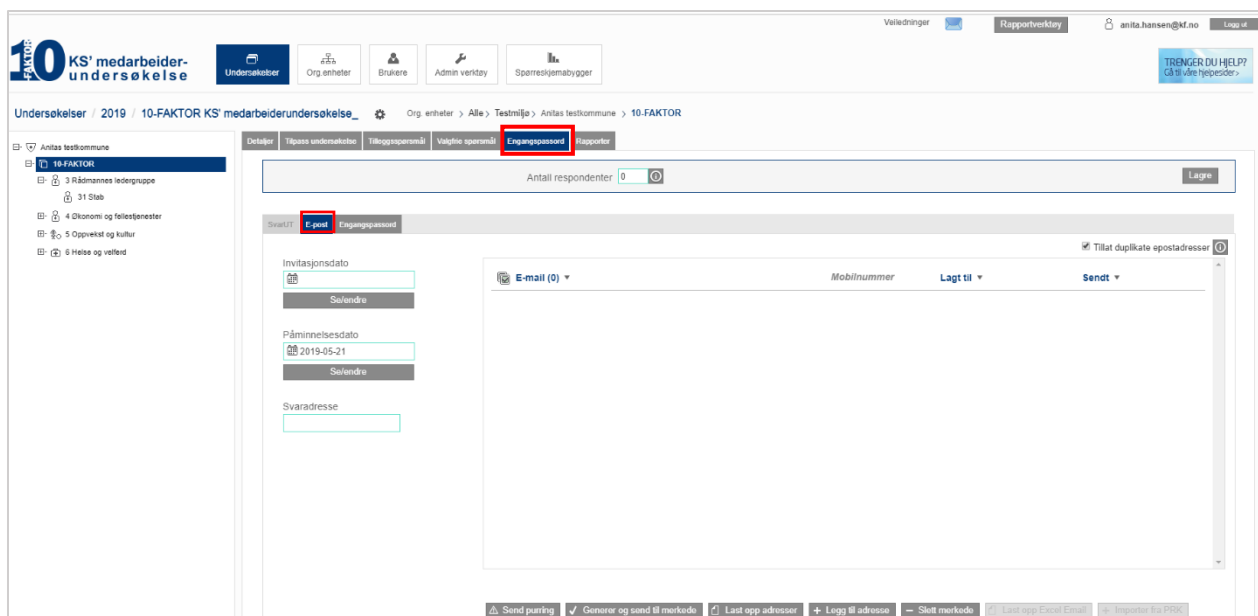 Veiledninger Rapportverktøy anita.hansen@kf.no Logg ut
10 FAKTOR KS' medarbeider-
undersøkelse
Undersøkelser Org.enheter Brukere Admin verktøy Spørreskjemabygger
TRENGER DU HJELP?
Gå til våre hjelpesider>
Undersøkelser / 2019 / 10-FAKTOR KS' medarbeiderundersøkelse_ Org. enheter > Alle > Testmiljø > Anitas testkommune > 10-FAKTOR
Anitas testkommune
10-FAKTOR
3 Rådmannes ledergruppe
31 Stab
4 Økonomi og fellestjenester
5 Oppvekst og kultur
6 Helse og velferd
Detaljer Tilpass undersøkelse Tilleggsspørsmål Valgfrie spørsmål Engangspassord Rapporter
Antall respondenter 0 Lagre
SvarUT E-post Engangspassord
Tillat duplikate epostadresser
Invitasjonsdato
Se/endre
Påminnelsesdato
2019-05-21
Se/endre
Svaradresse
E-mail (0) Mobilnummer Lagt til Sendt
Send purring Generer og send til merkede Last opp adresser Legg til adresse Slett merkede Last opp Excel Email Importer fra PRK